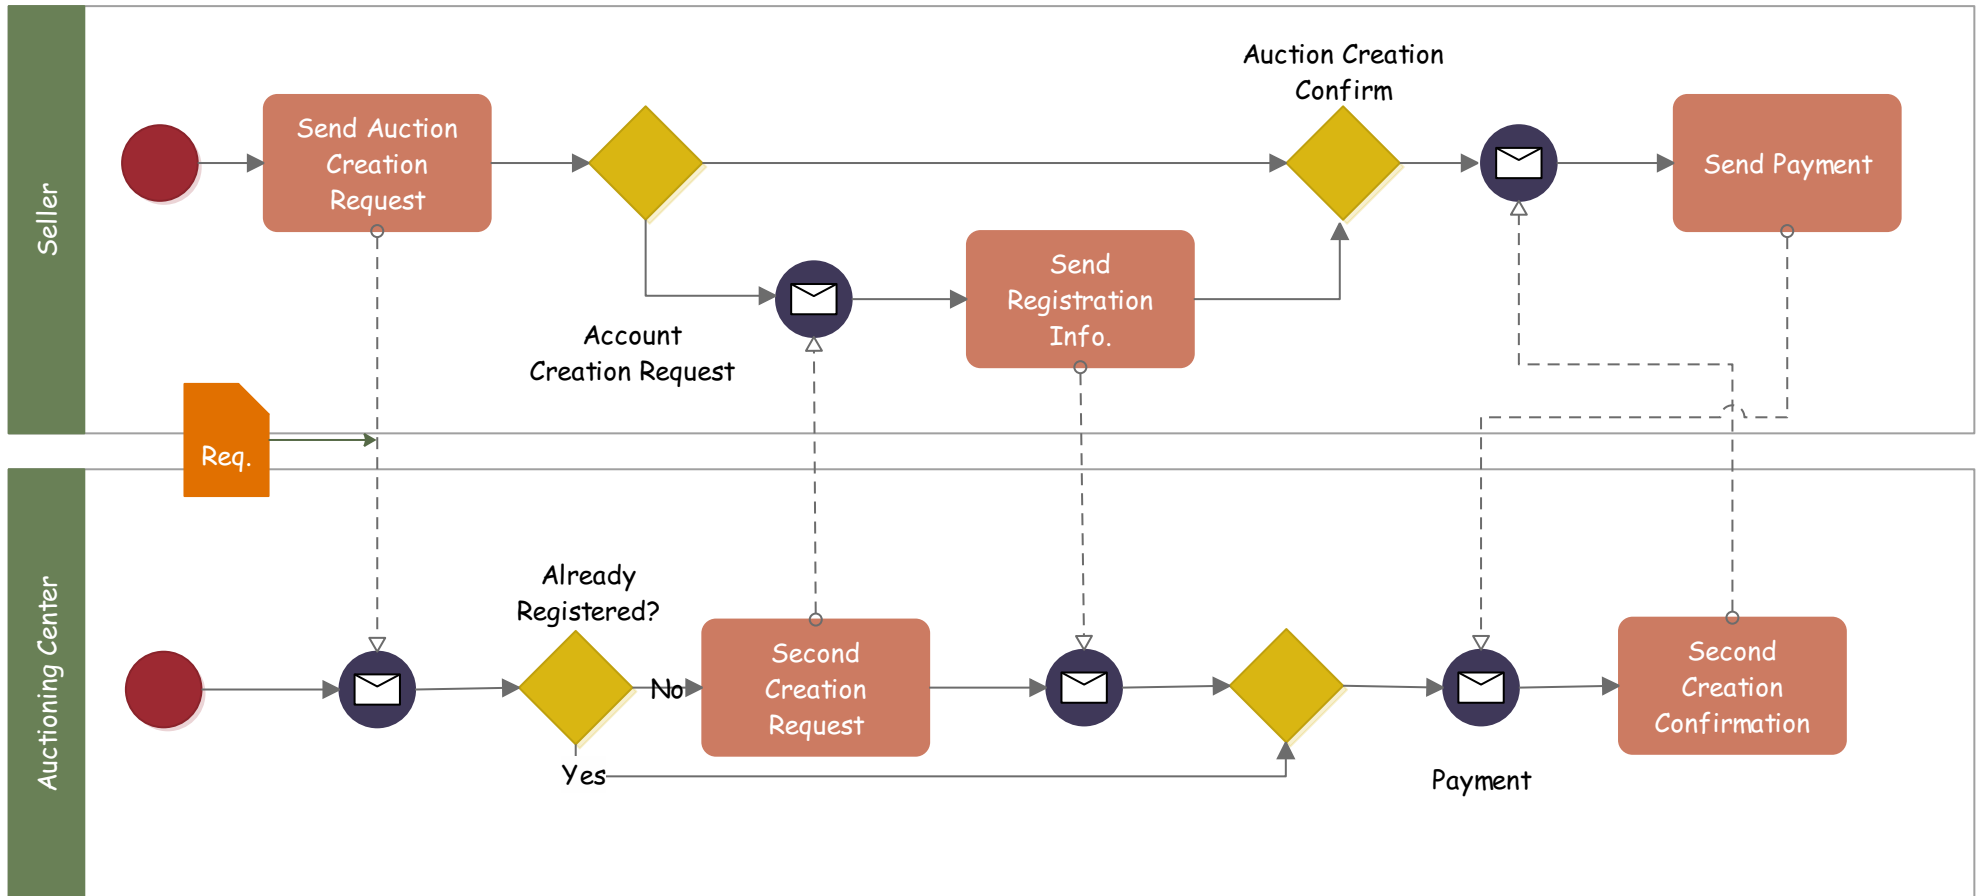 Seller
Send Auction
Creation
Request
Auction Creation
Confirm
Send Payment
Send
Registration
Info.
Account
Creation Request
Req.
Auctioning Center
Already
Registered?
No
Yes
Second
Creation
Request
Payment
Second
Creation
Confirmation